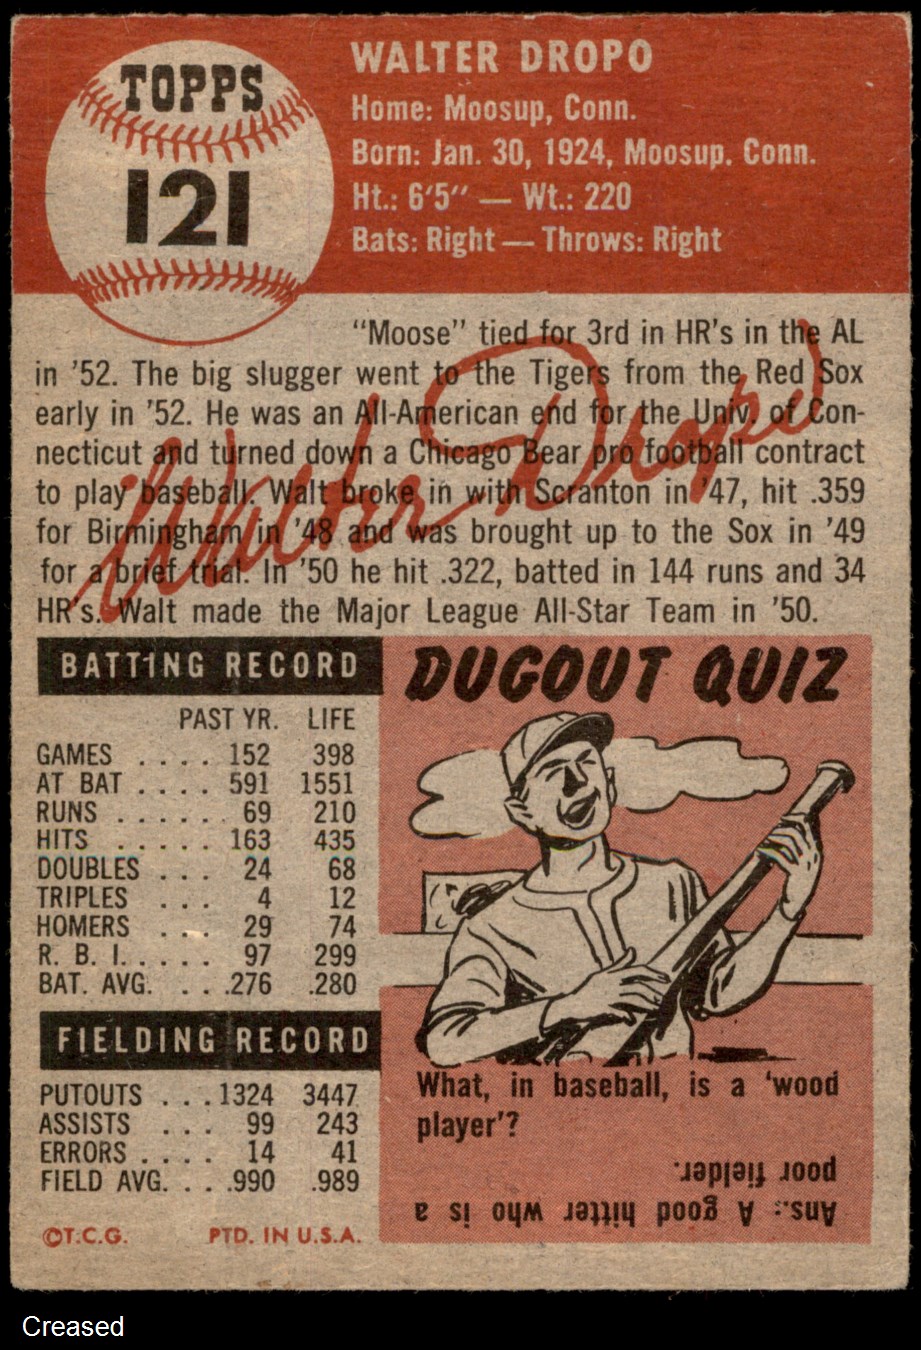 TOPPS
121
WALTER DROPO
Home: Moosup, Conn.
Born: Jan. 30, 1924, Moosup. Conn.
Ht.: 6'5" — Wt.: 220
Bats: Right — Throws: Right
"Moose" tied for 3rd in HR's in the AL
in '52. The big slugger went to the Tigers from the Red Sox
early in '52. He was an All-American end for the Univ. of Con-
necticut and turned down a Chicago Bear pro football contract
to play baseball. Walt broke in with Scranton in '47, hit .359
for Birmingham in '48 and was brought up to the Sox in '49
for a brief trial. In '50 he hit .322, batted in 144 runs and 34
HR's. Walt made the Major League All-Star Team in '50.
Walter Dropo
BATTING RECORD
PAST YR. LIFE
GAMES .... 152 398
AT BAT .... 591 1551
RUNS ...... 69 210
HITS ..... 163 435
DOUBLES ... 24 68
TRIPLES ... 4 12
HOMERS ... 29 74
R. B. I. .... 97 299
BAT. AVG. ... .276 .280
FIELDING RECORD
PUTOUTS ... 1324 3447
ASSISTS ... 99 243
ERRORS .... 14 41
FIELD AVG. ... .990 .989
©T.C.G. PTD. IN U.S.A.
DUGOUT QUIZ
What, in baseball, is a 'wood
player'?
Ans.: A good hitter who is a
poor fielder.
Creased